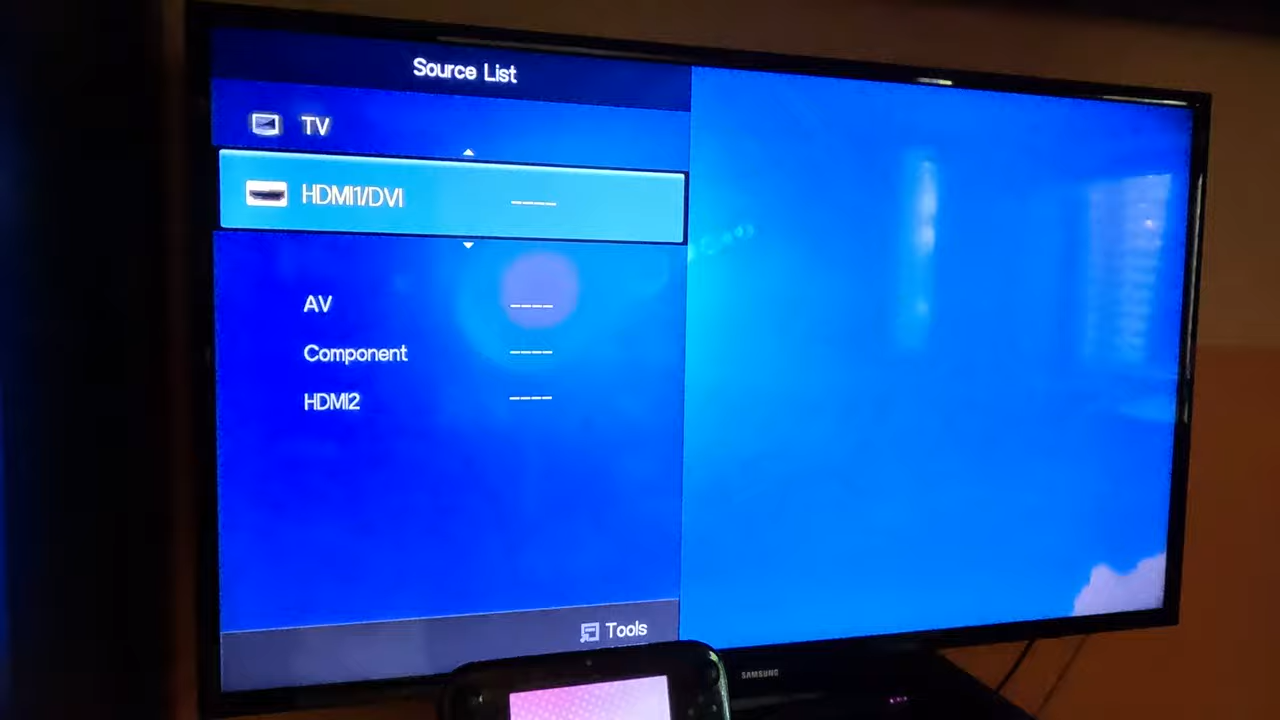 Source List
TV
HDMI1/DVI ----
AV ----
Component ----
HDMI2 ----
Tools
SAMSUNG